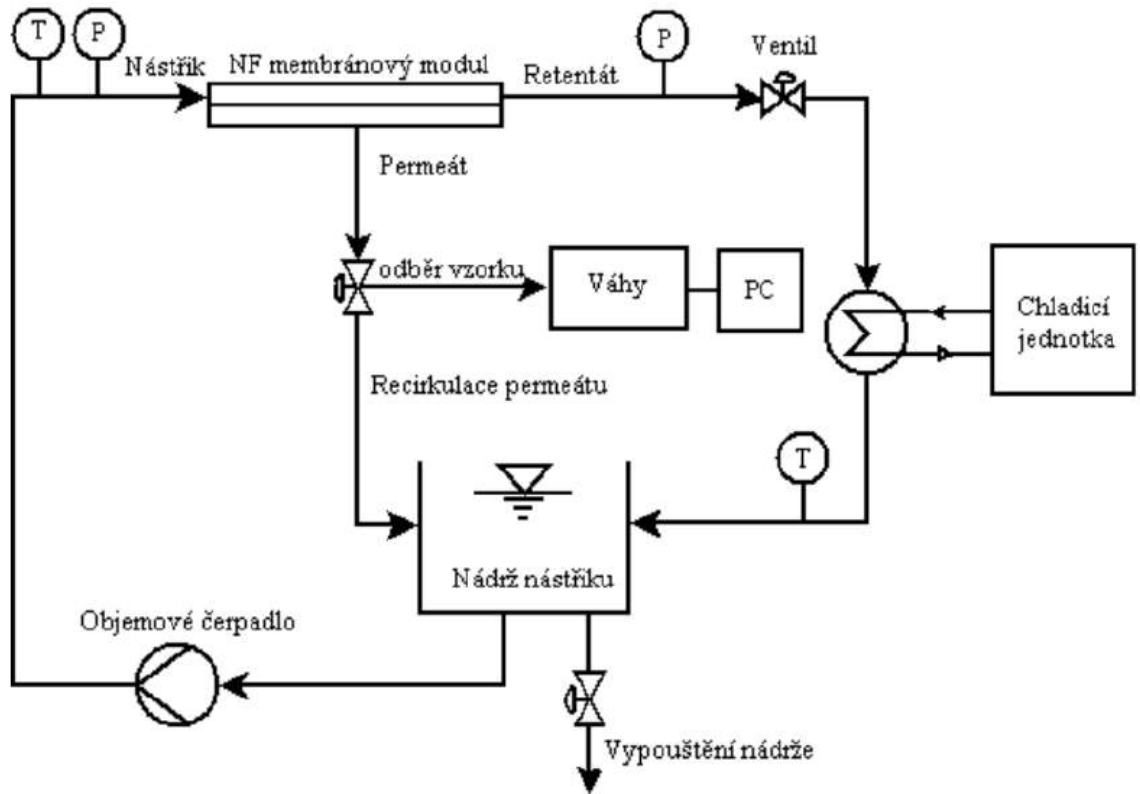 T
P
Nástřik
NF membránový modul
Retentát
P
Ventil
Permeát
odběr vzorku
Váhy
PC
Chladicí
jednotka
Recirkulace permeátu
T
Nádrž nástřiku
Objemové čerpadlo
Vypouštění nádrže